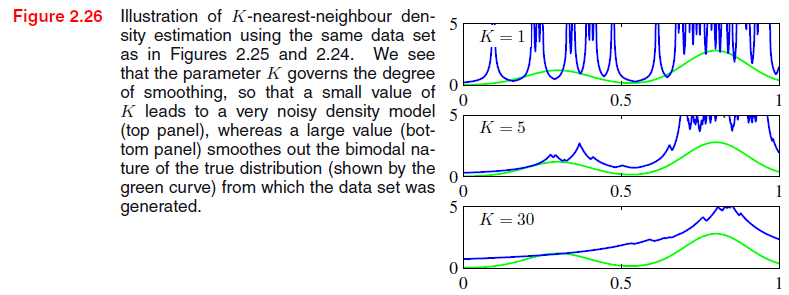 Figure 2.26 Illustration of K-nearest-neighbour den-
sity estimation using the same data set
as in Figures 2.25 and 2.24. We see
that the parameter K governs the degree
of smoothing, so that a small value of
K leads to a very noisy density model
(top panel), whereas a large value (bot-
tom panel) smoothes out the bimodal na-
ture of the true distribution (shown by the
green curve) from which the data set was
generated.
5
K = 1
0
0 0.5 1
5
K = 5
0
0 0.5 1
5
K = 30
0
0 0.5 1